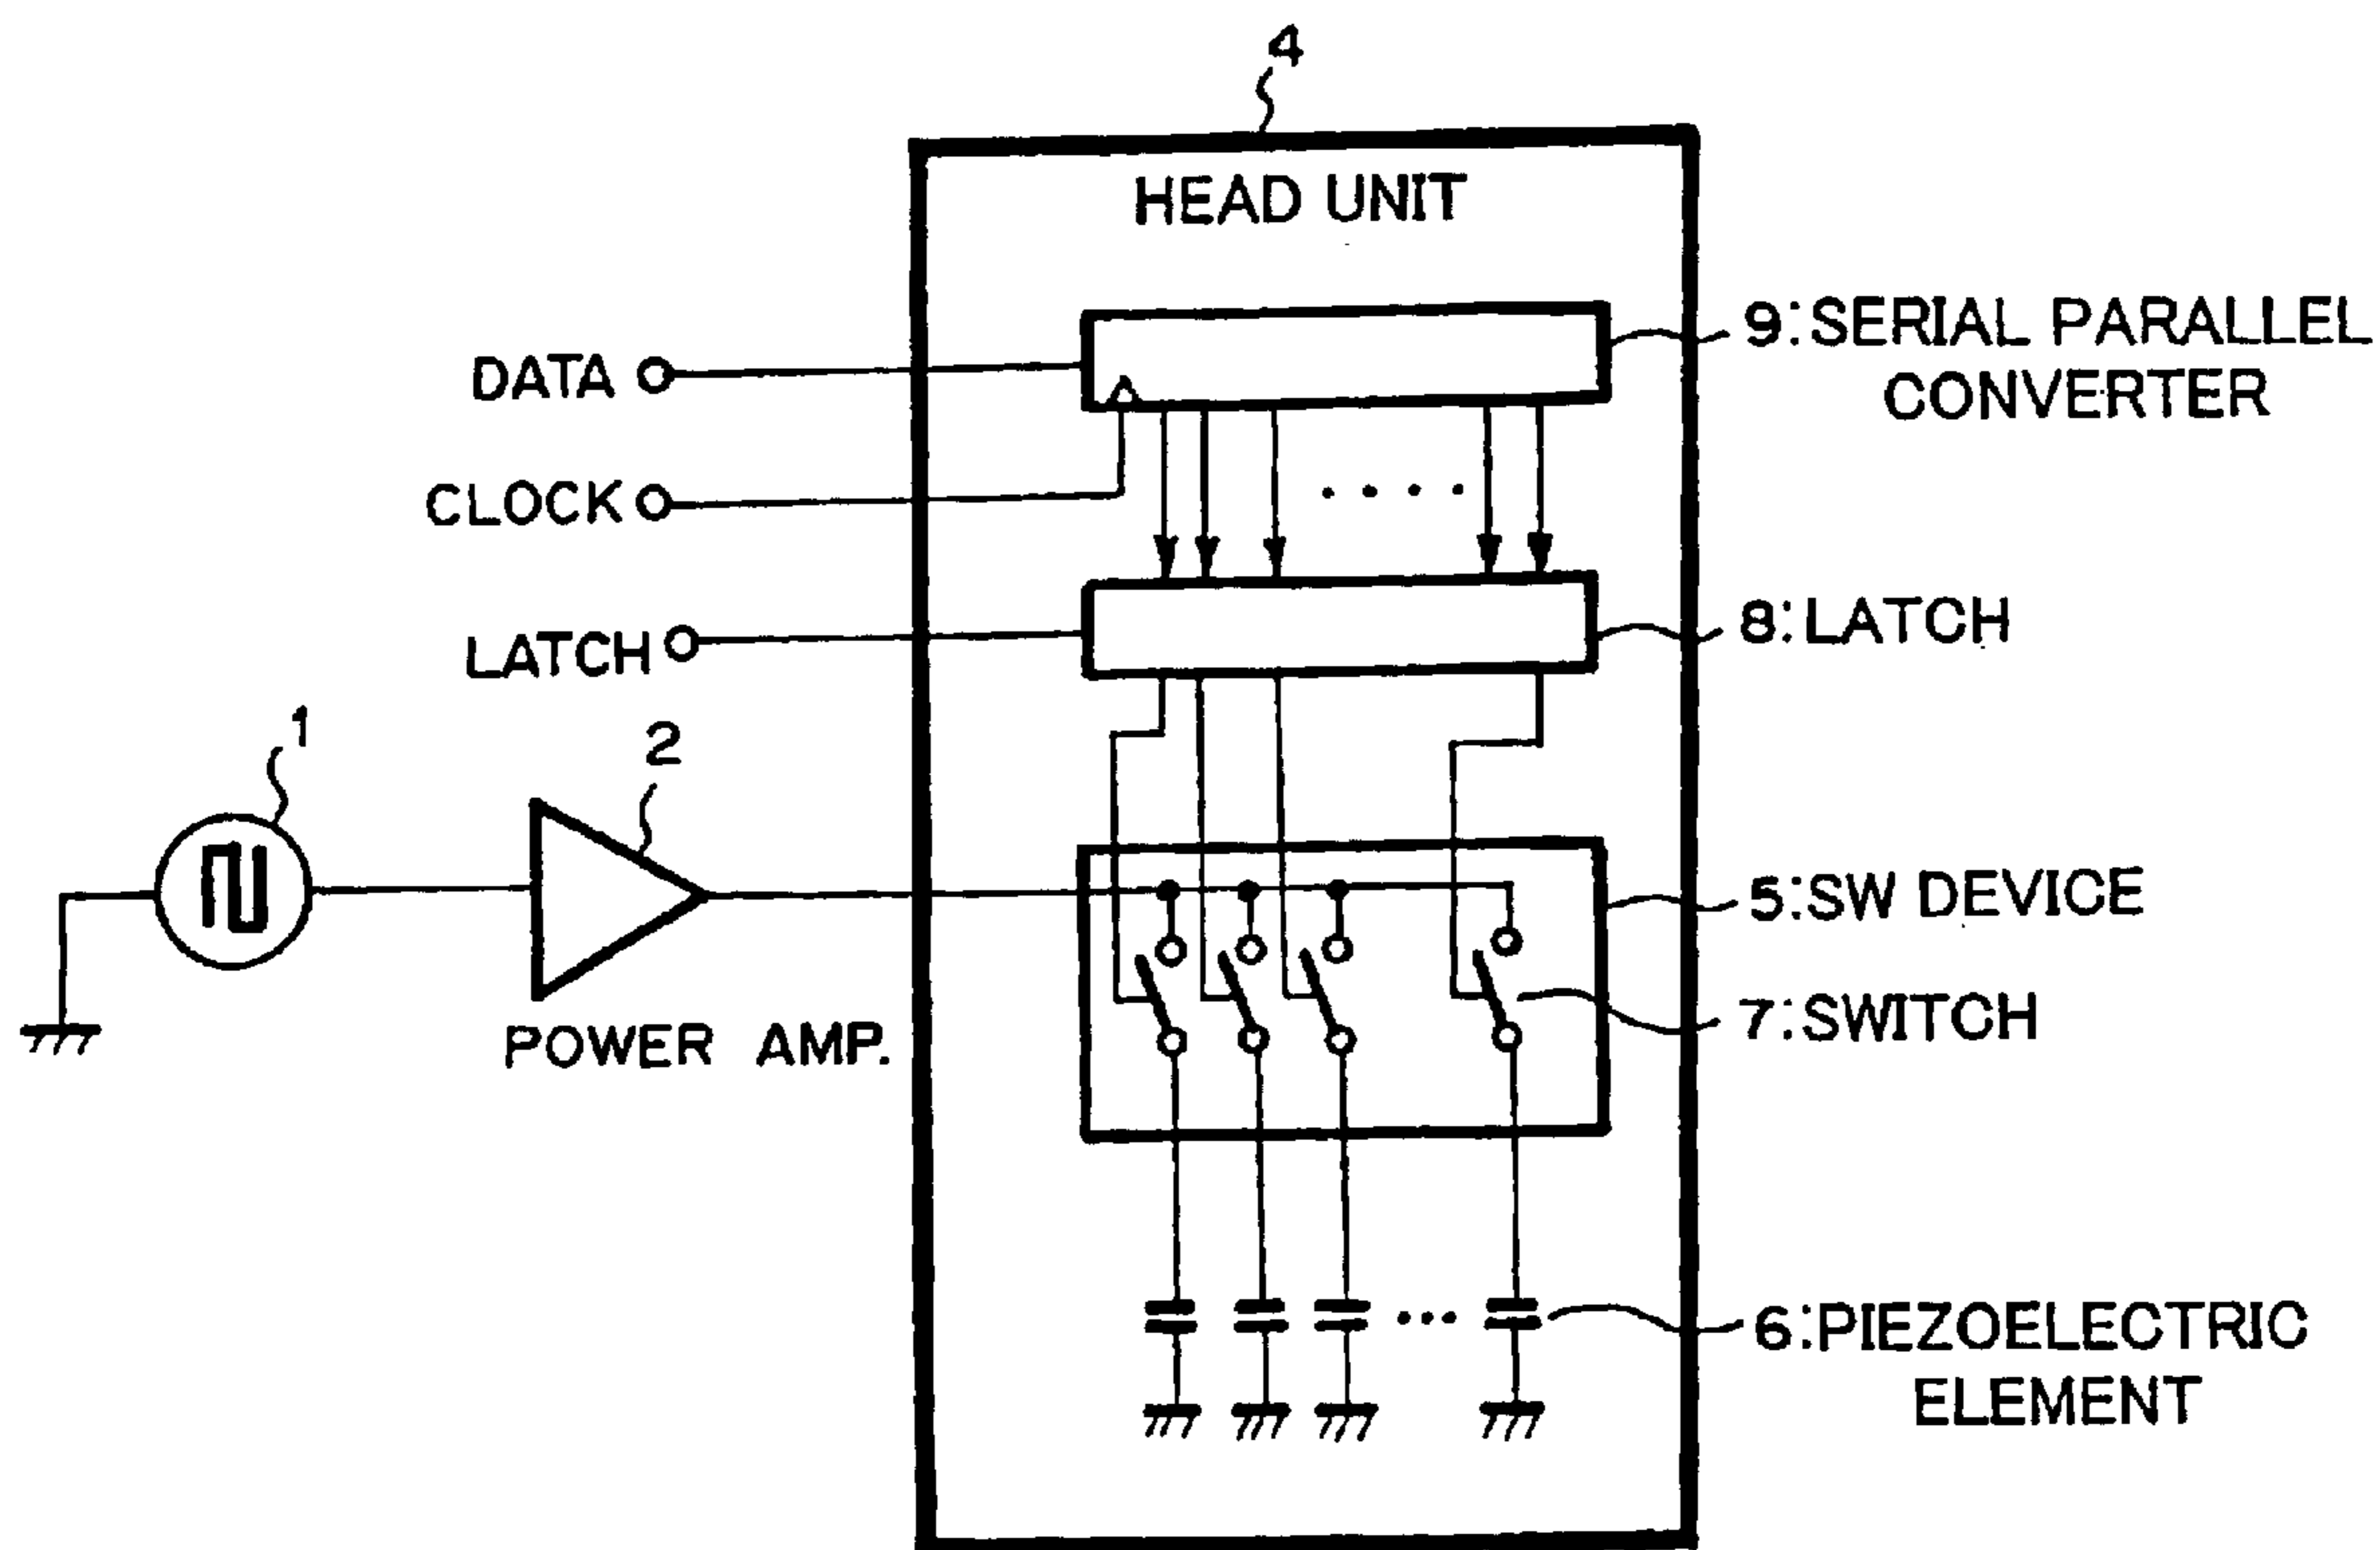 4
HEAD UNIT
9:SERIAL PARALLEL
CONVERTER
DATA
CLOCK
8:LATCH
LATCH
1
2
5:SW DEVICE
7:SWITCH
POWER AMP.
6:PIEZOELECTRIC
ELEMENT